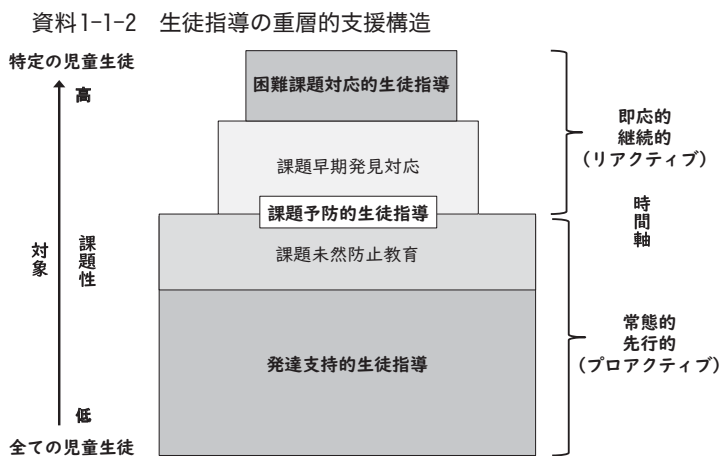 資料1-1-2 生徒指導の重層的支援構造
特定の児童生徒
高
対象
課題性
低
全ての児童生徒
困難課題対応的生徒指導
課題早期発見対応
課題予防的生徒指導
課題未然防止教育
発達支持的生徒指導
即応的
継続的
(リアクティブ)
時間軸
常態的
先行的
(プロアクティブ)